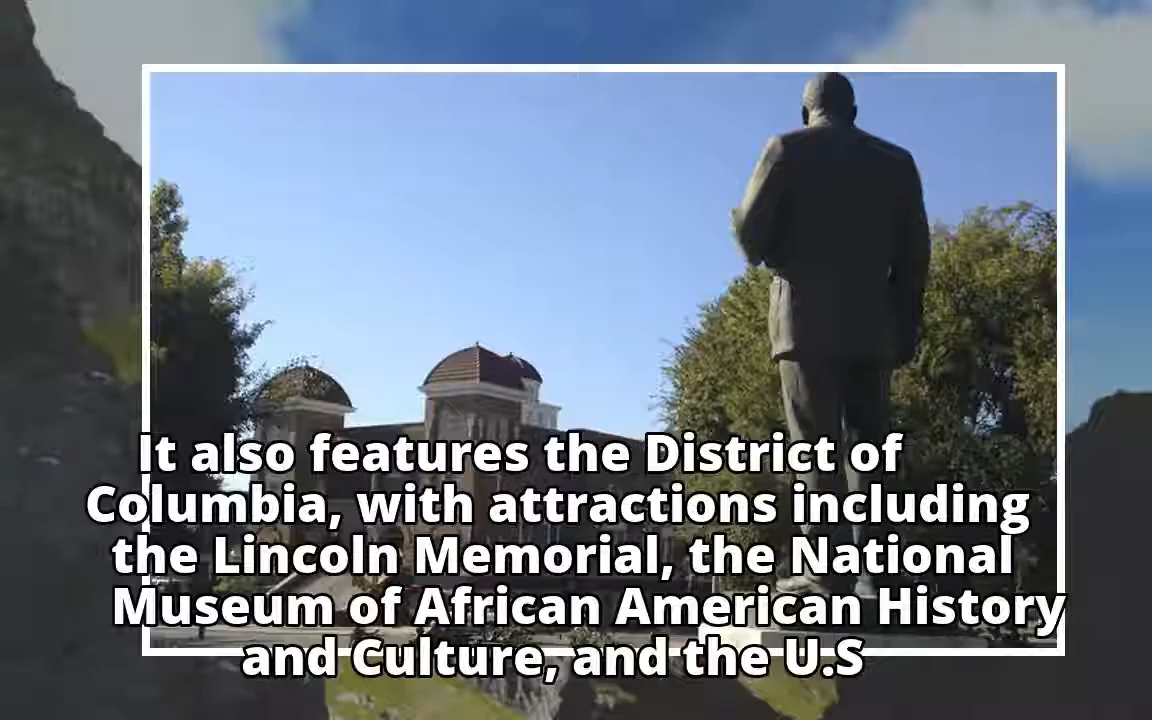 It also features the District of
Columbia, with attractions including
the Lincoln Memorial, the National
Museum of African American History
and Culture, and the U.S